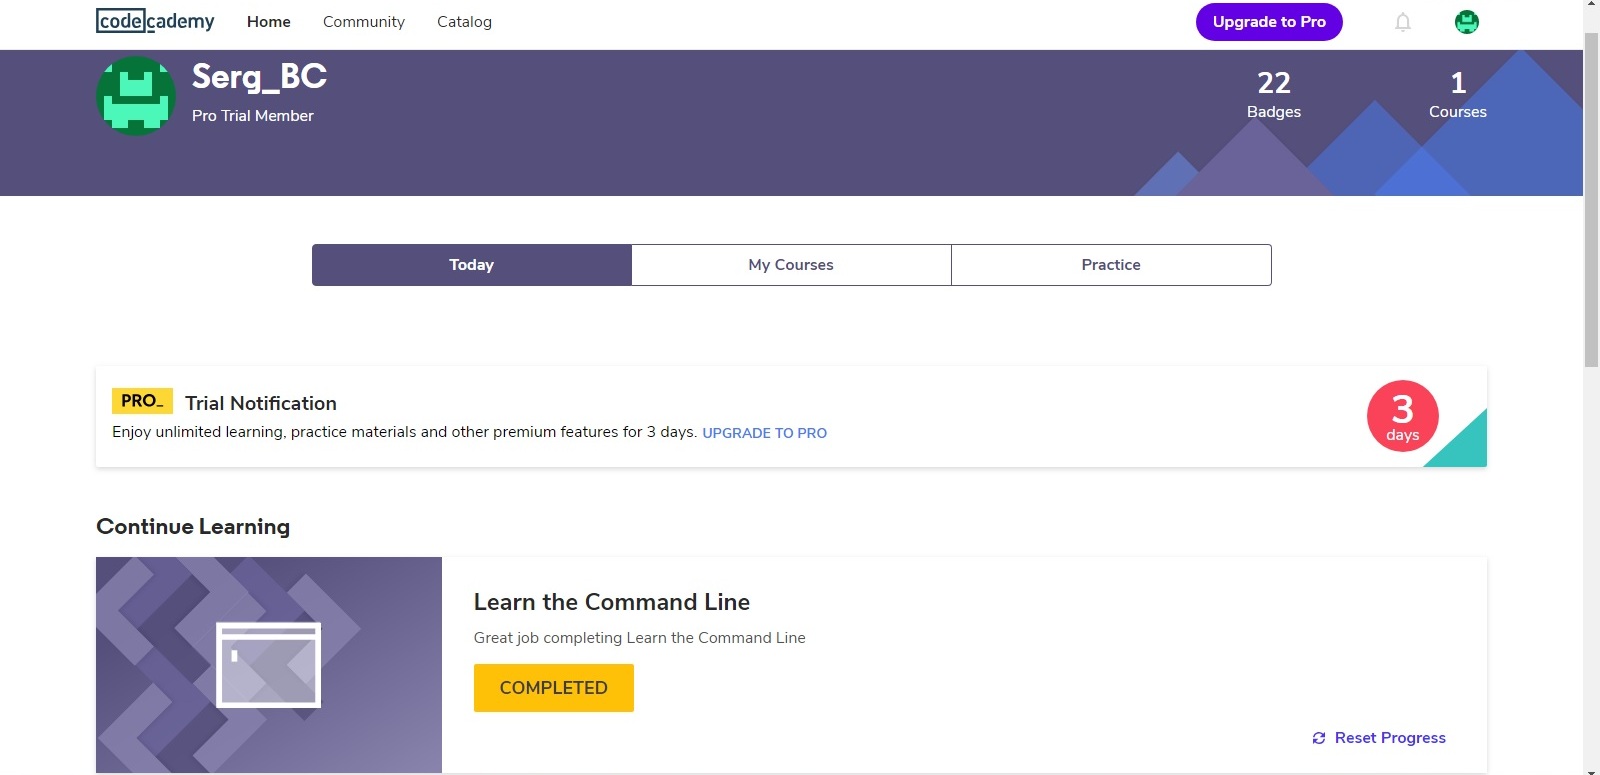 codecademy Home Community Catalog Upgrade to Pro
Serg_BC
Pro Trial Member
22
Badges
1
Courses
Today My Courses Practice
PRO_ Trial Notification
Enjoy unlimited learning, practice materials and other premium features for 3 days. UPGRADE TO PRO
3
days
Continue Learning
Learn the Command Line
Great job completing Learn the Command Line
COMPLETED
Reset Progress